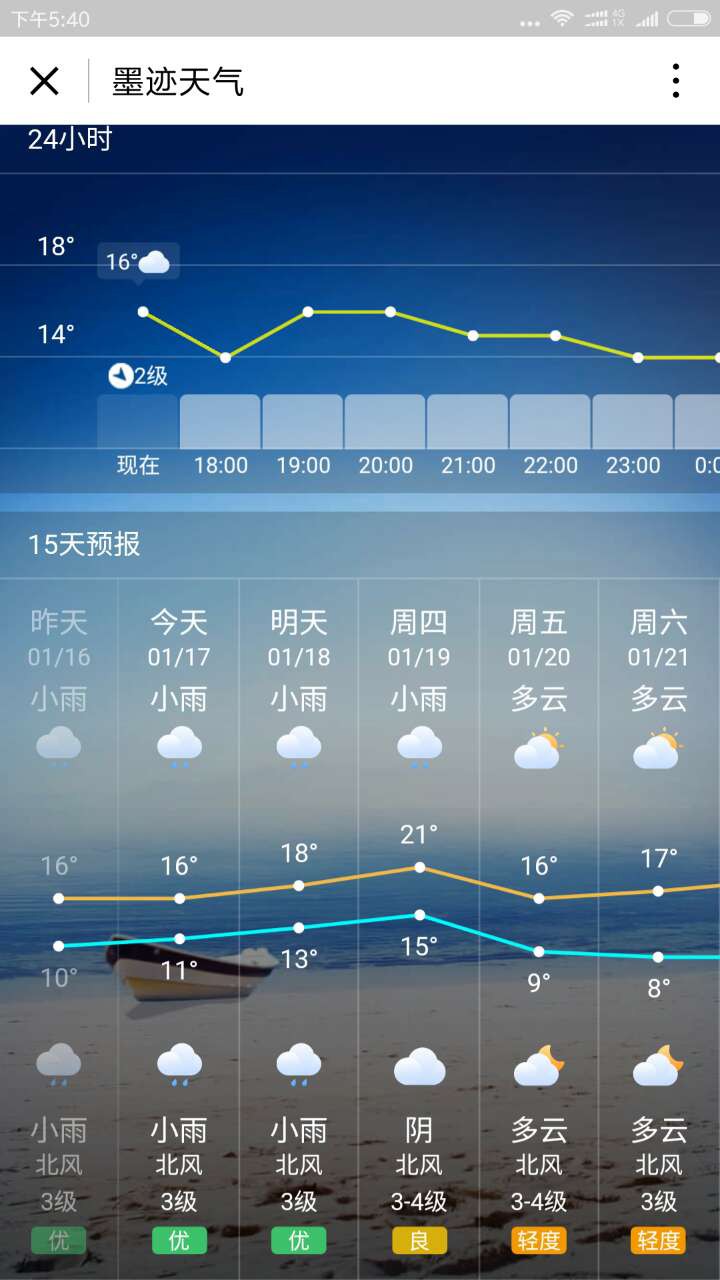 下午5:40
4G
1X
墨迹天气
24小时
18°
16°
14°
2级
现在 18:00 19:00 20:00 21:00 22:00 23:00
15天预报
昨天 今天 明天 周四 周五 周六
01/16 01/17 01/18 01/19 01/20 01/21
小雨 小雨 小雨 小雨 多云 多云
16° 16° 18° 21° 16° 17°
10° 11° 13° 15° 9° 8°
小雨 小雨 小雨 阴 多云 多云
北风 北风 北风 北风 北风 北风
3级 3级 3级 3-4级 3-4级 3级
优 优 优 良 轻度 轻度